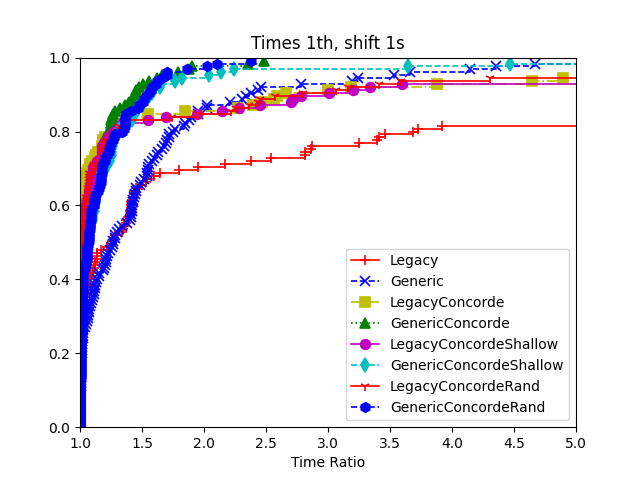 Times 1th, shift 1s
1.0
0.8
0.6
0.4
0.2
0.0
Legacy
Generic
LegacyConcorde
GenericConcorde
LegacyConcordeShallow
GenericConcordeShallow
LegacyConcordeRand
GenericConcordeRand
1.0 1.5 2.0 2.5 3.0 3.5 4.0 4.5 5.0
Time Ratio